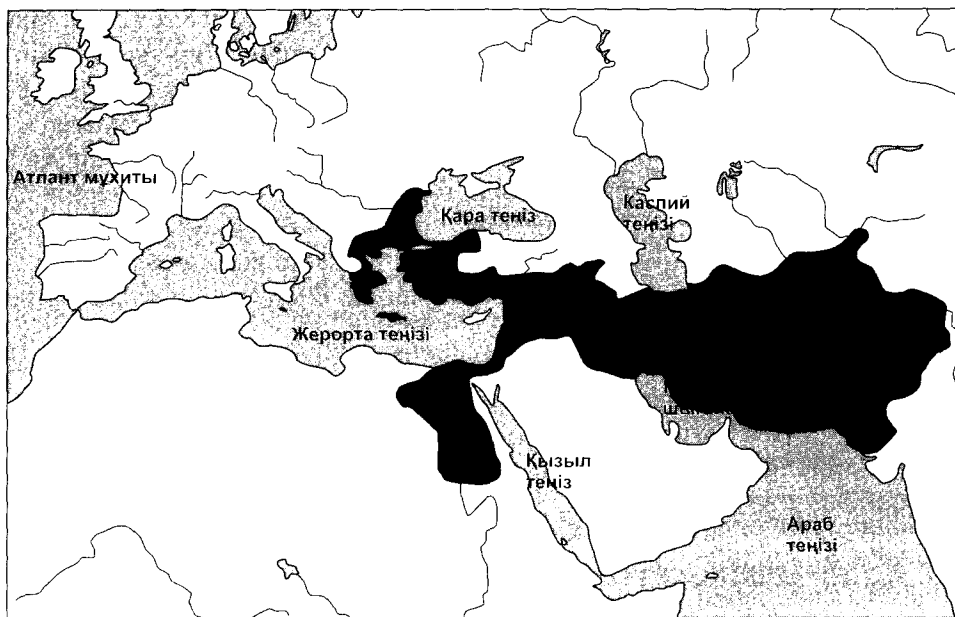 Атлант мұхиты
Қара теңіз
Каспий
теңізі
Жерорта теңізі
Қызыл
теңіз
Араб
теңізі